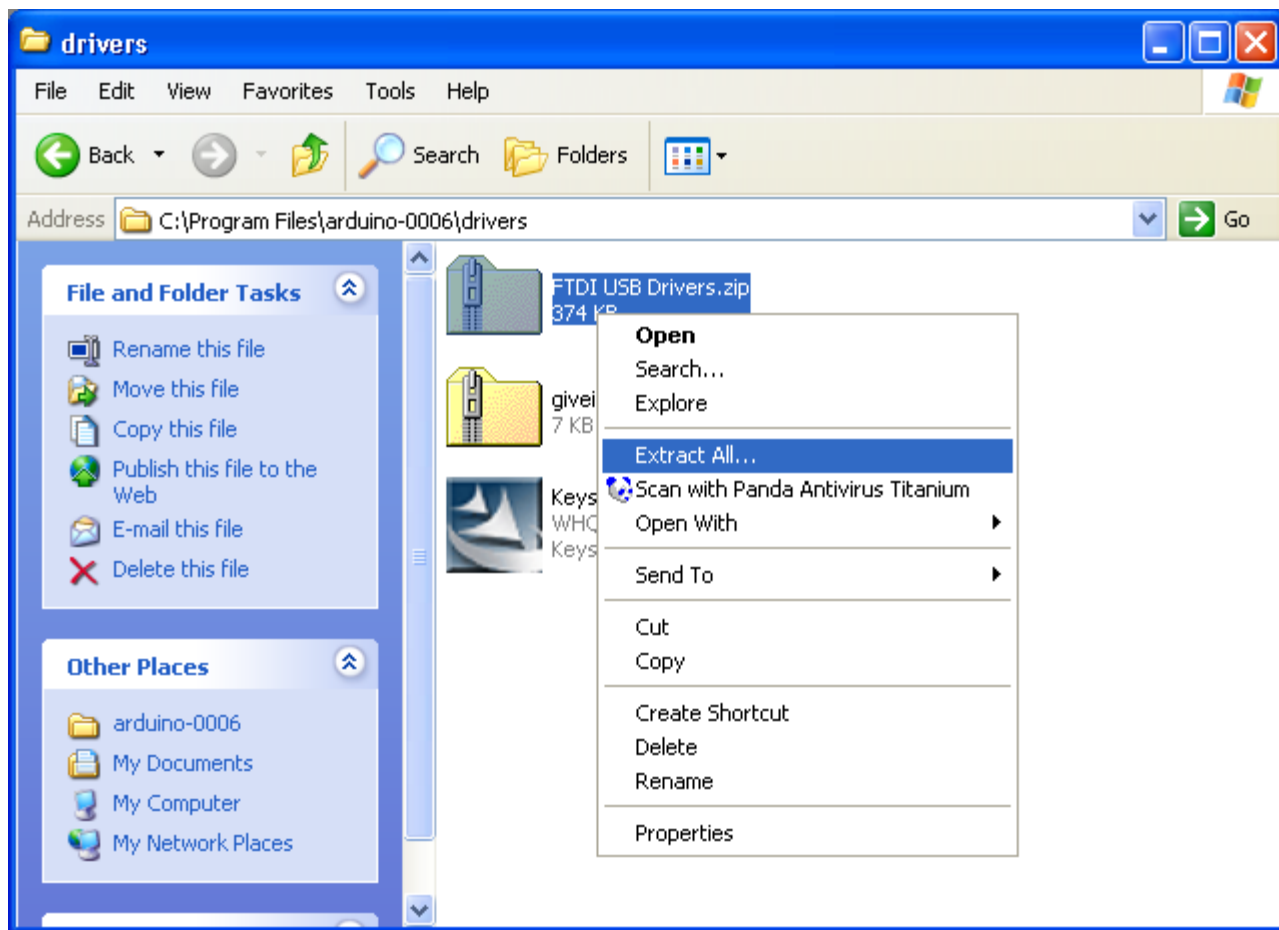 drivers
File Edit View Favorites Tools Help
Back Search Folders
Address C:\Program Files\arduino-0006\drivers Go
File and Folder Tasks
Rename this file
Move this file
Copy this file
Publish this file to the
Web
E-mail this file
Delete this file
Other Places
arduino-0006
My Documents
My Computer
My Network Places
FTDI USB Drivers.zip
374 KB
givei
7 KB
Keys
WHQ
Keys
Open
Search...
Explore
Extract All...
Scan with Panda Antivirus Titanium
Open With
Send To
Cut
Copy
Create Shortcut
Delete
Rename
Properties